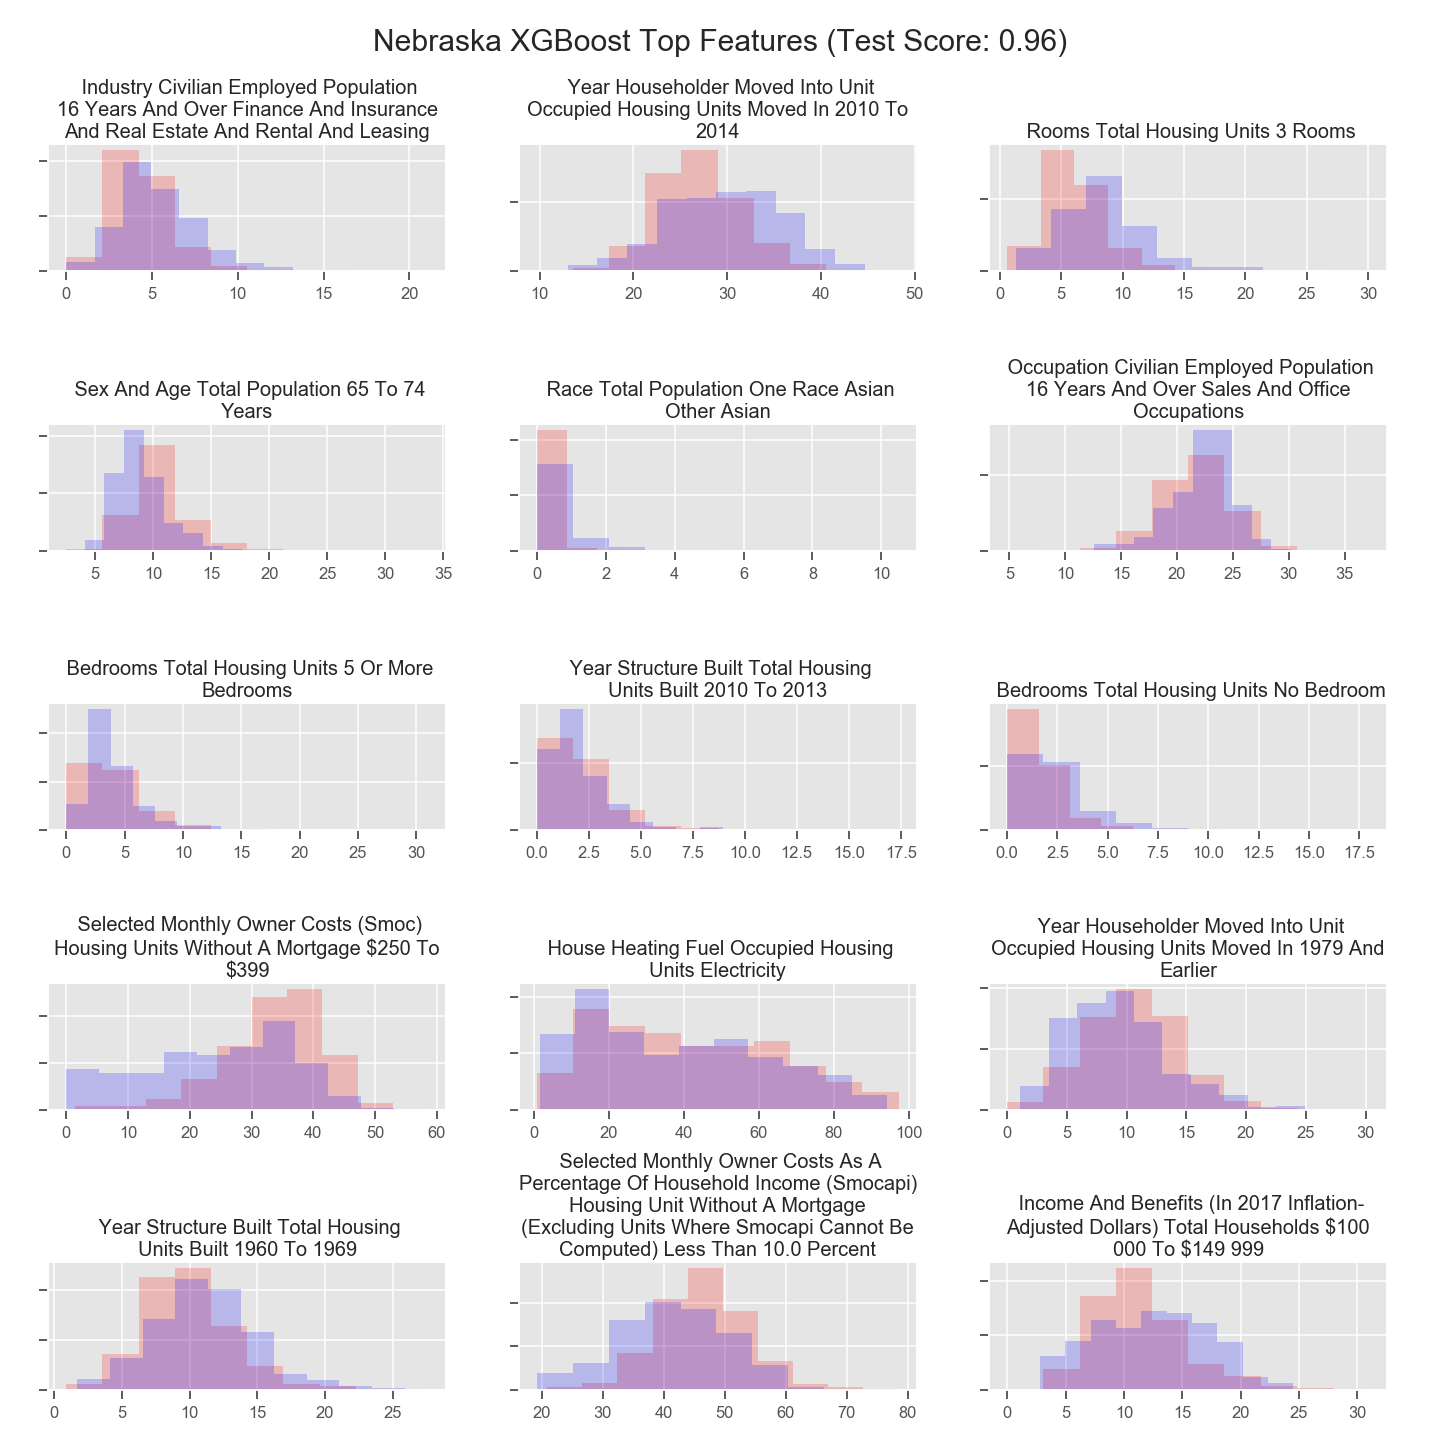 Nebraska XGBoost Top Features (Test Score: 0.96)
Industry Civilian Employed Population
16 Years And Over Finance And Insurance
And Real Estate And Rental And Leasing
0 5 10 15 20
Year Householder Moved Into Unit
Occupied Housing Units Moved In 2010 To
2014
10 20 30 40 50
Rooms Total Housing Units 3 Rooms
0 5 10 15 20 25 30
Sex And Age Total Population 65 To 74
Years
5 10 15 20 25 30 35
Race Total Population One Race Asian
Other Asian
0 2 4 6 8 10
Occupation Civilian Employed Population
16 Years And Over Sales And Office
Occupations
5 10 15 20 25 30 35
Bedrooms Total Housing Units 5 Or More
Bedrooms
0 5 10 15 20 25 30
Year Structure Built Total Housing
Units Built 2010 To 2013
0.0 2.5 5.0 7.5 10.0 12.5 15.0 17.5
Bedrooms Total Housing Units No Bedroom
0.0 2.5 5.0 7.5 10.0 12.5 15.0 17.5
Selected Monthly Owner Costs (Smoc)
Housing Units Without A Mortgage $250 To
$399
0 10 20 30 40 50 60
House Heating Fuel Occupied Housing
Units Electricity
0 20 40 60 80 100
Year Householder Moved Into Unit
Occupied Housing Units Moved In 1979 And
Earlier
0 5 10 15 20 25 30
Year Structure Built Total Housing
Units Built 1960 To 1969
0 5 10 15 20 25
Selected Monthly Owner Costs As A
Percentage Of Household Income (Smocapi)
Housing Unit Without A Mortgage
(Excluding Units Where Smocapi Cannot Be
Computed) Less Than 10.0 Percent
20 30 40 50 60 70 80
Income And Benefits (In 2017 Inflation-
Adjusted Dollars) Total Households $100
000 To $149 999
0 5 10 15 20 25 30